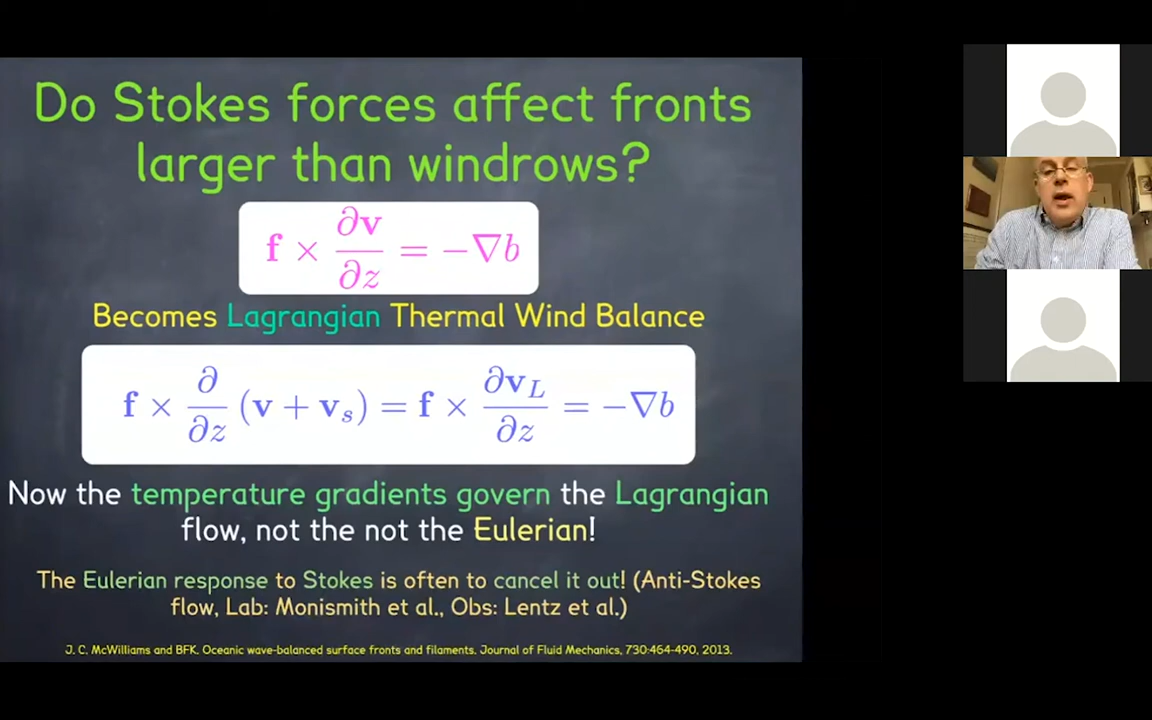 Do Stokes forces affect fronts
larger than windrows?
f × ∂v/∂z = −∇b
Becomes Lagrangian Thermal Wind Balance
f × ∂/∂z (v + v_s) = f × ∂v_L/∂z = −∇b
Now the temperature gradients govern the Lagrangian
flow, not the not the Eulerian!
The Eulerian response to Stokes is often to cancel it out! (Anti-Stokes
flow, Lab: Monismith et al., Obs: Lentz et al.)
J. C. McWilliams and BFK. Oceanic wave-balanced surface fronts and filaments. Journal of Fluid Mechanics, 730:464-490, 2013.